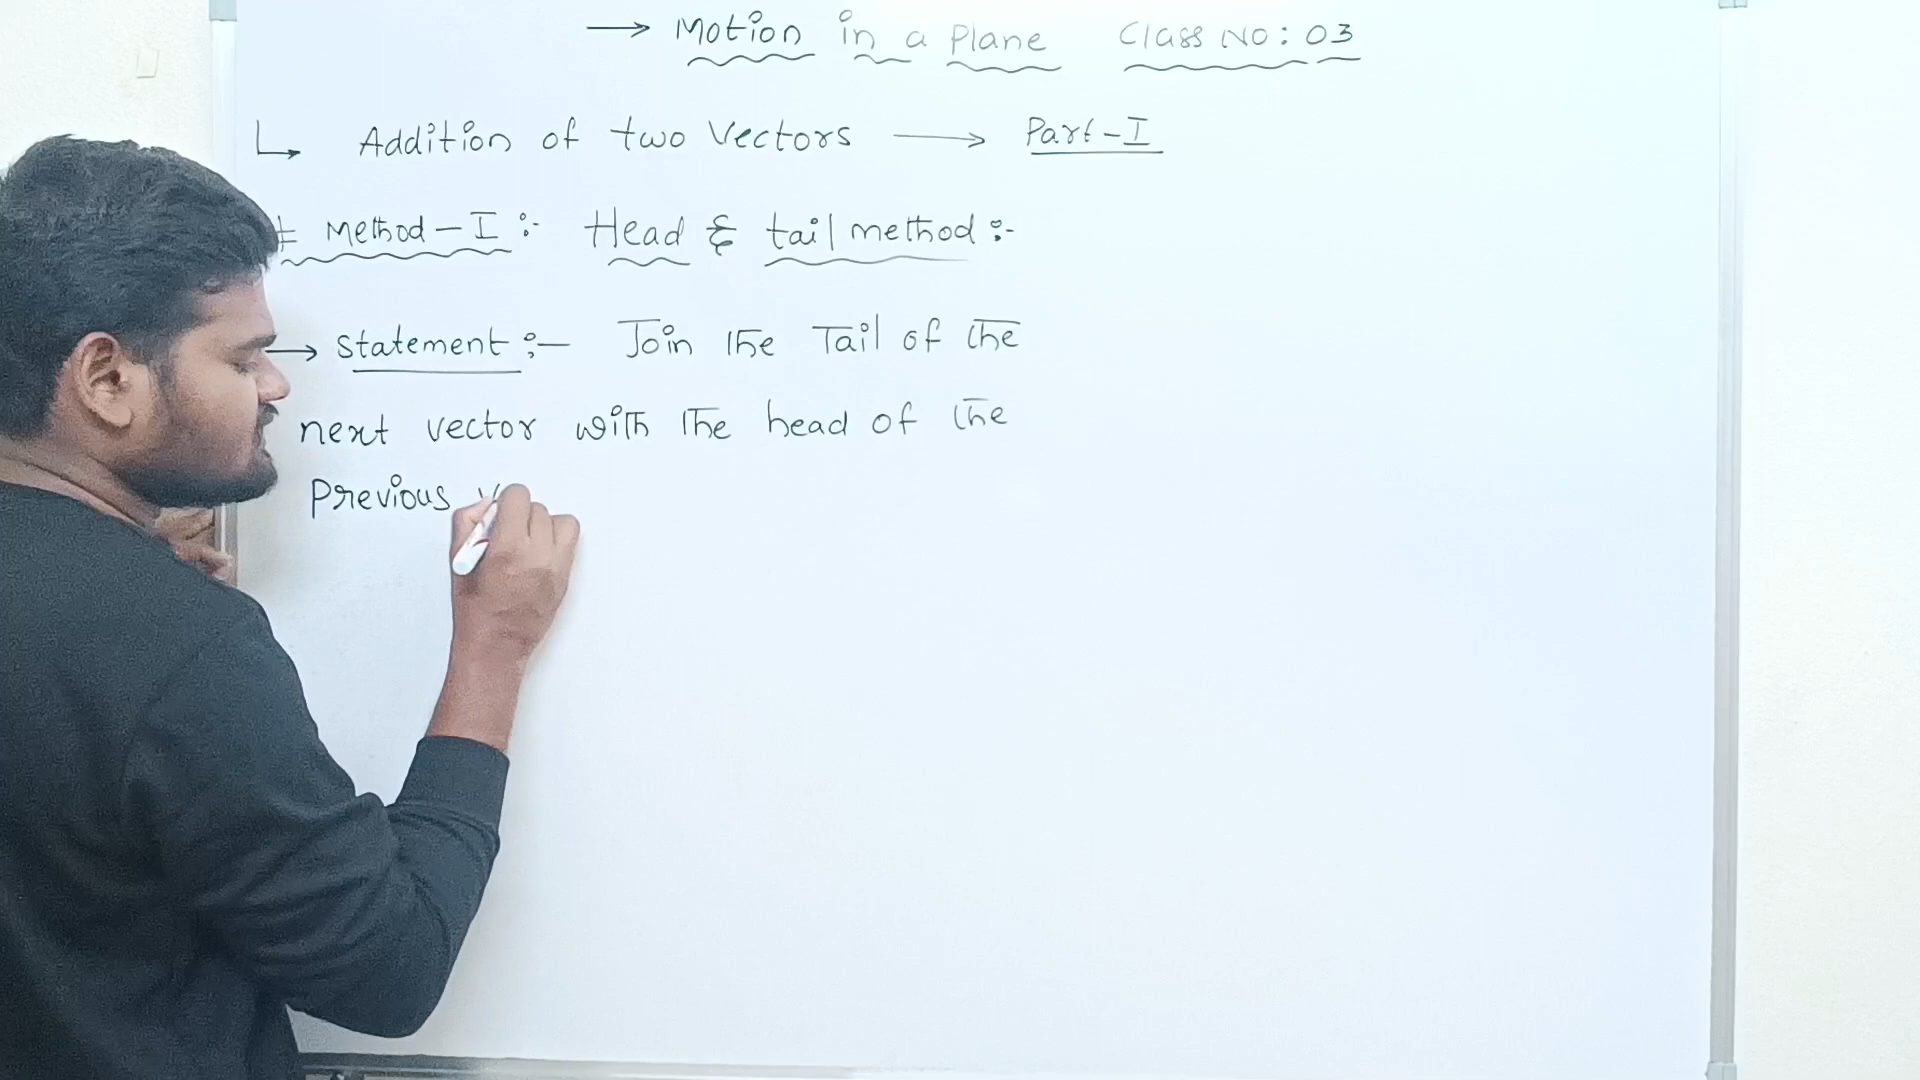 → Motion in a Plane Class No: 03
↳ Addition of two Vectors → Part-I
# Method-I :- Head & tail method :-
→ Statement :- Join the Tail of the
next vector with the head of the
Previous